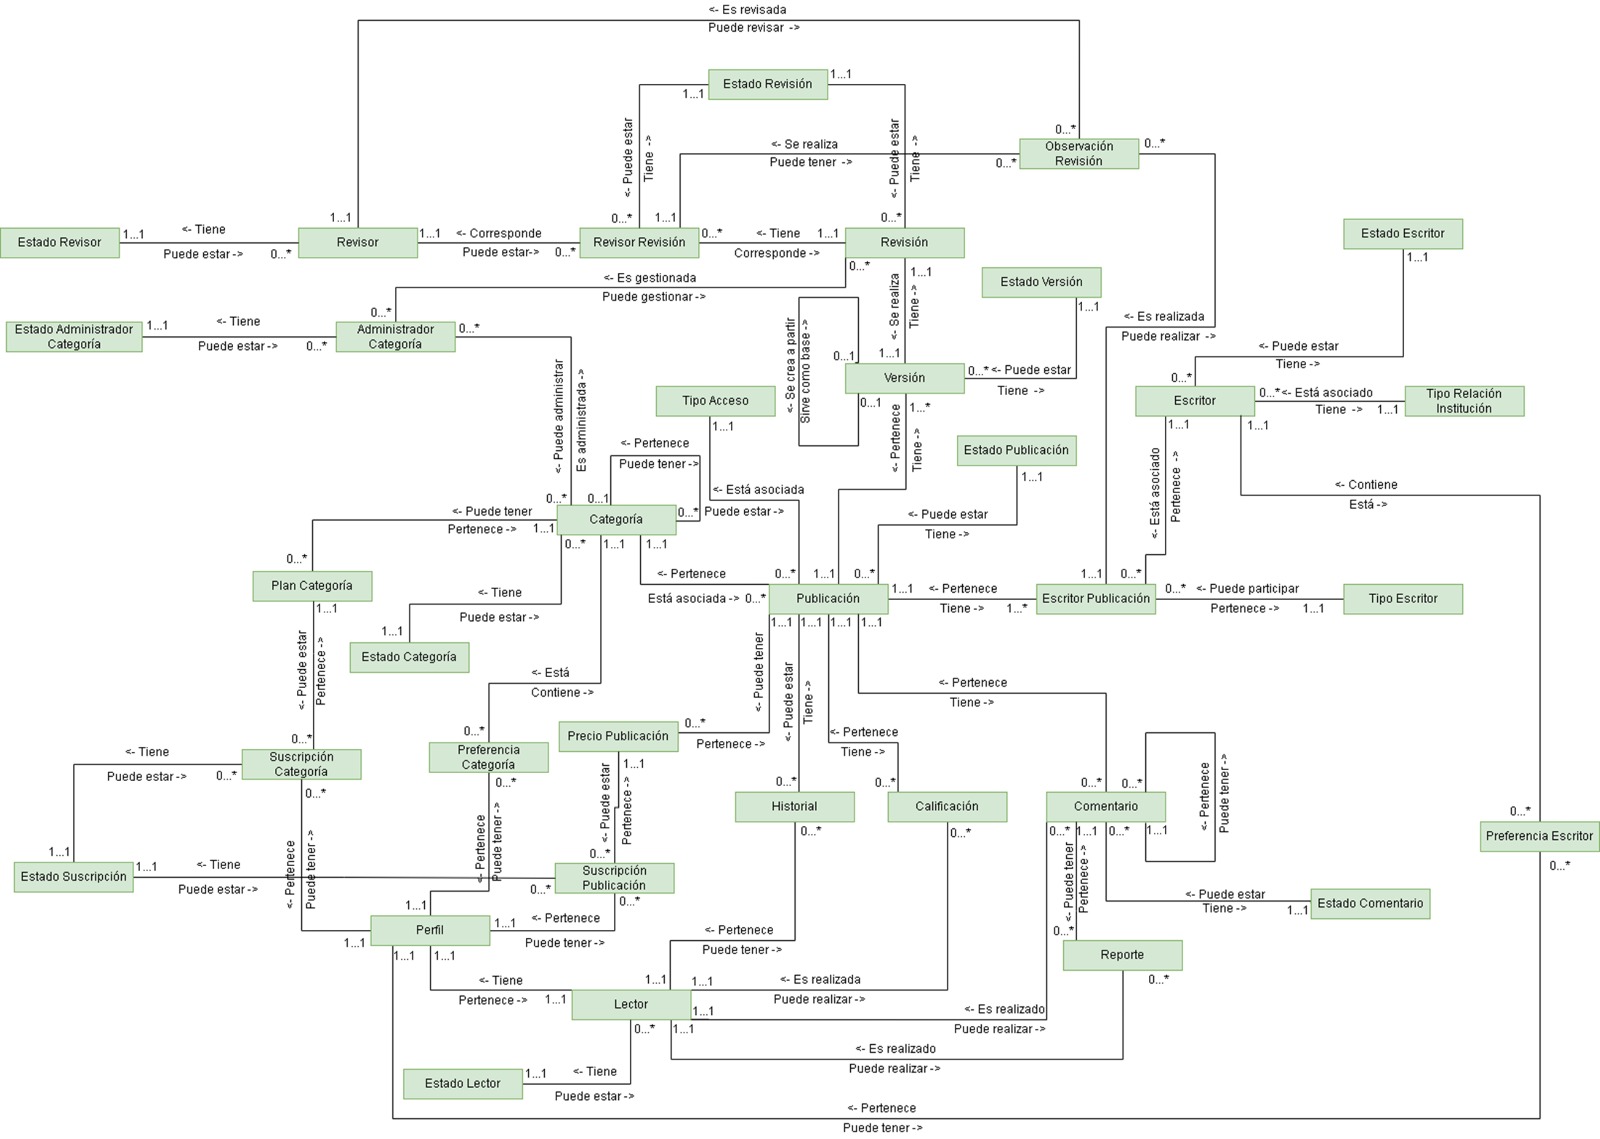 <- Es revisada
Puede revisar ->
Estado Revisión
1...1
1...1
<- Puede estar
Tiene ->
<- Puede estar
Tiene ->
0...*
Observación
Revisión
0...*
0...*
<- Se realiza
Puede tener ->
Estado Revisor
1...1
<- Tiene
Puede estar ->
0...*
1...1
Revisor
1...1
<- Corresponde
Puede estar->
0...*
0...*
1...1
Revisor Revisión
0...*
<- Tiene
Corresponde ->
1...1
0...*
Revisión
0...*
1...1
Estado Escritor
1...1
<- Es gestionada
Puede gestionar ->
Estado Administrador
Categoría
1...1
<- Tiene
Puede estar ->
0...*
0...*
Administrador
Categoría
0...*
<- Se realiza
Tiene ->
Estado Versión
1...1
<- Es realizada
Puede realizar ->
<- Se crea a partir
Sirve como base ->
0...1
1...1
Versión
0...1
1...*
0...*
<- Puede estar
Tiene ->
<- Puede estar
Tiene ->
0...*
Escritor
1...1
1...1
0...*
<- Está asociado
Tiene ->
1...1
Tipo Relación
Institución
<- Puede administrar
Es administrada ->
Tipo Acceso
1...1
<- Pertenece
Puede tener ->
<- Pertenece
Tiene ->
Estado Publicación
1...1
<- Está asociado
Pertenece ->
<- Contiene
Está ->
<- Está asociada
Puede estar ->
0...*
0...1
Categoría
0...*
1...1
0...*
1...1
1...1
<- Puede tener
Pertenece ->
<- Puede estar
Tiene ->
0...*
Plan Categoría
1...1
<- Pertenece
Está asociada ->
0...*
0...*
1...1
0...*
Publicación
1...1
1...1
1...1
1...1
1...1
<- Pertenece
Tiene ->
1...*
1...1
0...*
Escritor Publicación
0...*
<- Puede participar
Pertenece ->
1...1
Tipo Escritor
<- Tiene
Puede estar ->
1...1
Estado Categoría
<- Puede estar
Pertenece ->
<- Está
Contiene ->
<- Puede tener
<- Puede estar
Tiene ->
<- Pertenece
Tiene ->
0...*
Suscripción
Categoría
0...*
0...*
<- Tiene
Puede estar ->
0...*
Preferencia
Categoría
0...*
Precio Publicación
0...*
Pertenece ->
1...1
<- Pertenece
Tiene ->
<- Puede estar
Pertenece ->
0...*
Historial
0...*
0...*
Calificación
0...*
0...*
0...*
Comentario
0...*
1...1
0...*
1...1
<- Pertenece
Puede tener ->
0...*
Preferencia Escritor
0...*
1...1
Estado Suscripción
1...1
<- Tiene
Puede estar ->
<- Pertenece
Puede tener ->
<- Pertenece
Puede tener ->
0...*
0...*
Suscripción
Publicación
0...*
<- Puede tener
Pertenece ->
<- Puede estar
Tiene ->
1...1
Estado Comentario
1...1
1...1
Perfil
1...1
1...1
1...1
<- Pertenece
Puede tener ->
<- Pertenece
Puede tener ->
0...*
Reporte
0...*
<- Tiene
Pertenece ->
1...1
1...1
Lector
1...1
1...1
0...*
1...1
<- Es realizada
Puede realizar ->
<- Es realizado
Puede realizar ->
<- Es realizado
Puede realizar ->
Estado Lector
1...1
<- Tiene
Puede estar ->
<- Pertenece
Puede tener ->